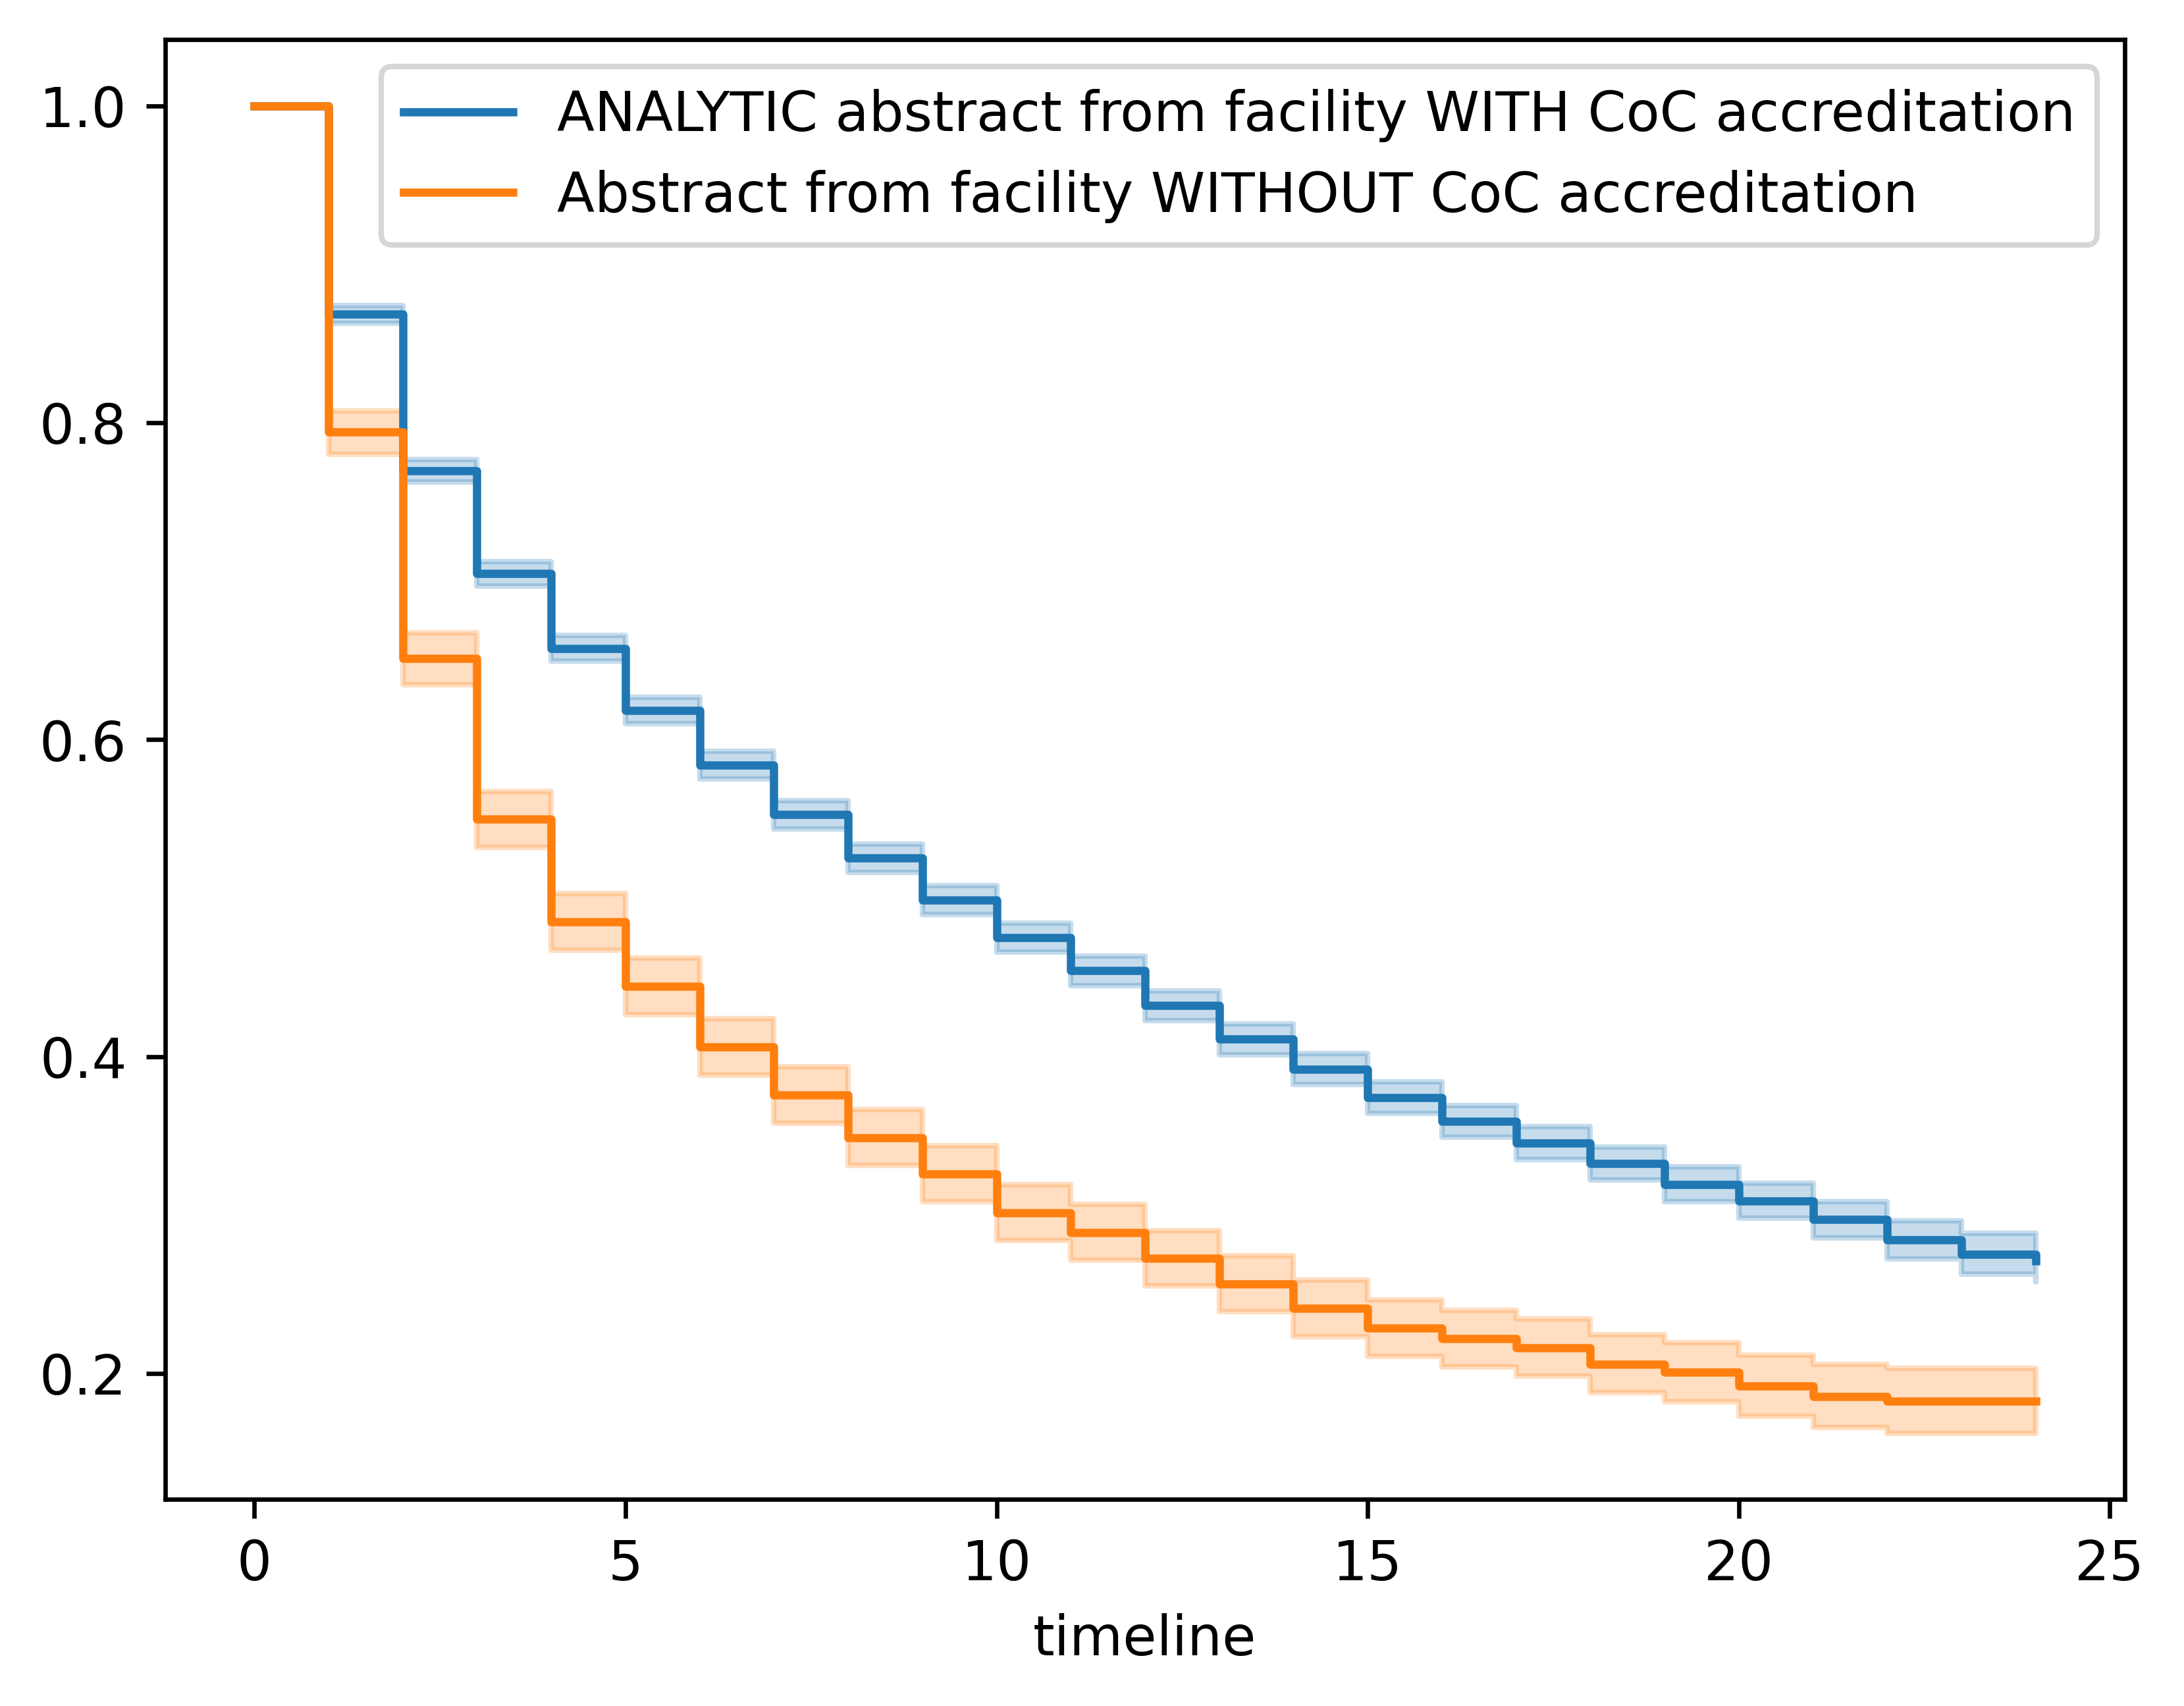 ANALYTIC abstract from facility WITH CoC accreditation
Abstract from facility WITHOUT CoC accreditation
1.0
0.8
0.6
0.4
0.2
0 5 10 15 20 25
timeline